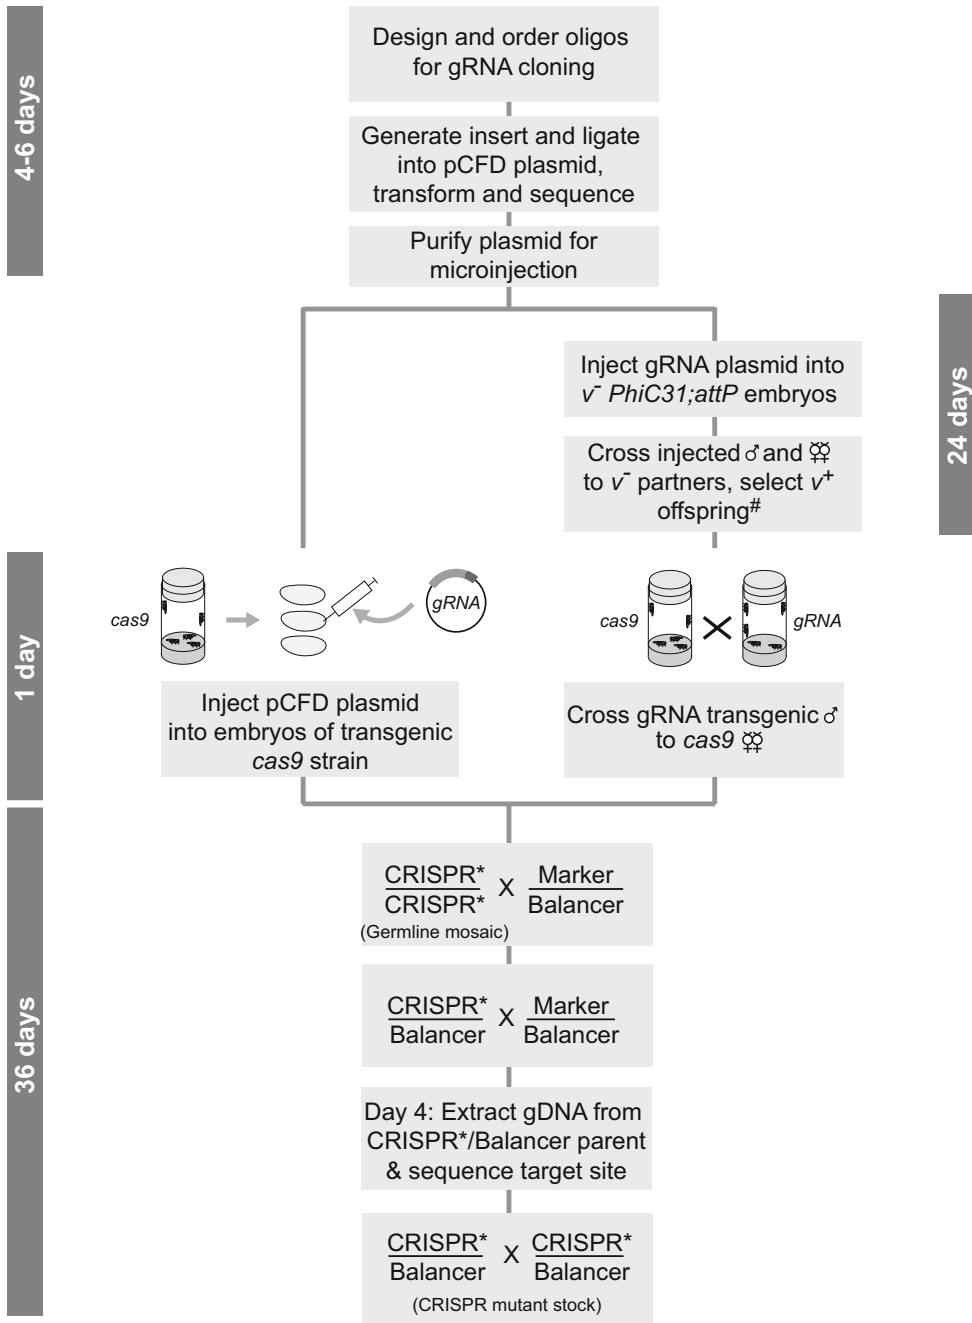 4-6 days
Design and order oligos
for gRNA cloning
Generate insert and ligate
into pCFD plasmid,
transform and sequence
Purify plasmid for
microinjection
24 days
Inject gRNA plasmid into
v⁻ PhiC31;attP embryos
Cross injected ♂ and ⚢
to v⁻ partners, select v⁺
offspring#
1 day
cas9
gRNA
cas9
gRNA
Inject pCFD plasmid
into embryos of transgenic
cas9 strain
Cross gRNA transgenic ♂
to cas9 ⚢
36 days
CRISPR* X Marker
CRISPR* Balancer
(Germline mosaic)
CRISPR* X Marker
Balancer Balancer
Day 4: Extract gDNA from
CRISPR*/Balancer parent
& sequence target site
CRISPR* X CRISPR*
Balancer Balancer
(CRISPR mutant stock)